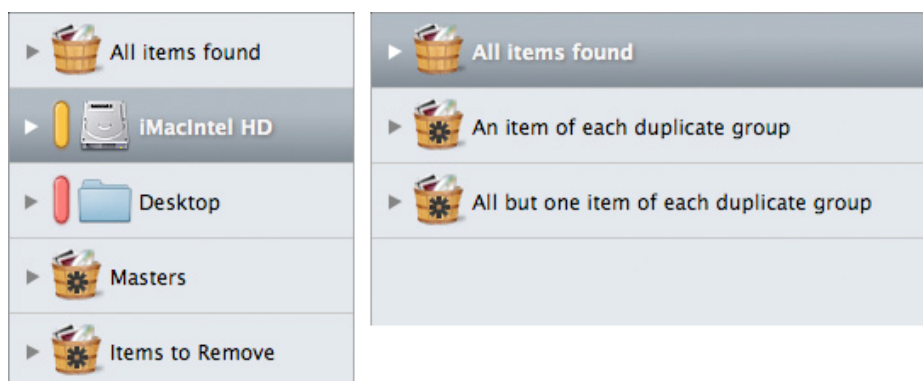 All items found
iMacIntel HD
Desktop
Masters
Items to Remove
All items found
An item of each duplicate group
All but one item of each duplicate group